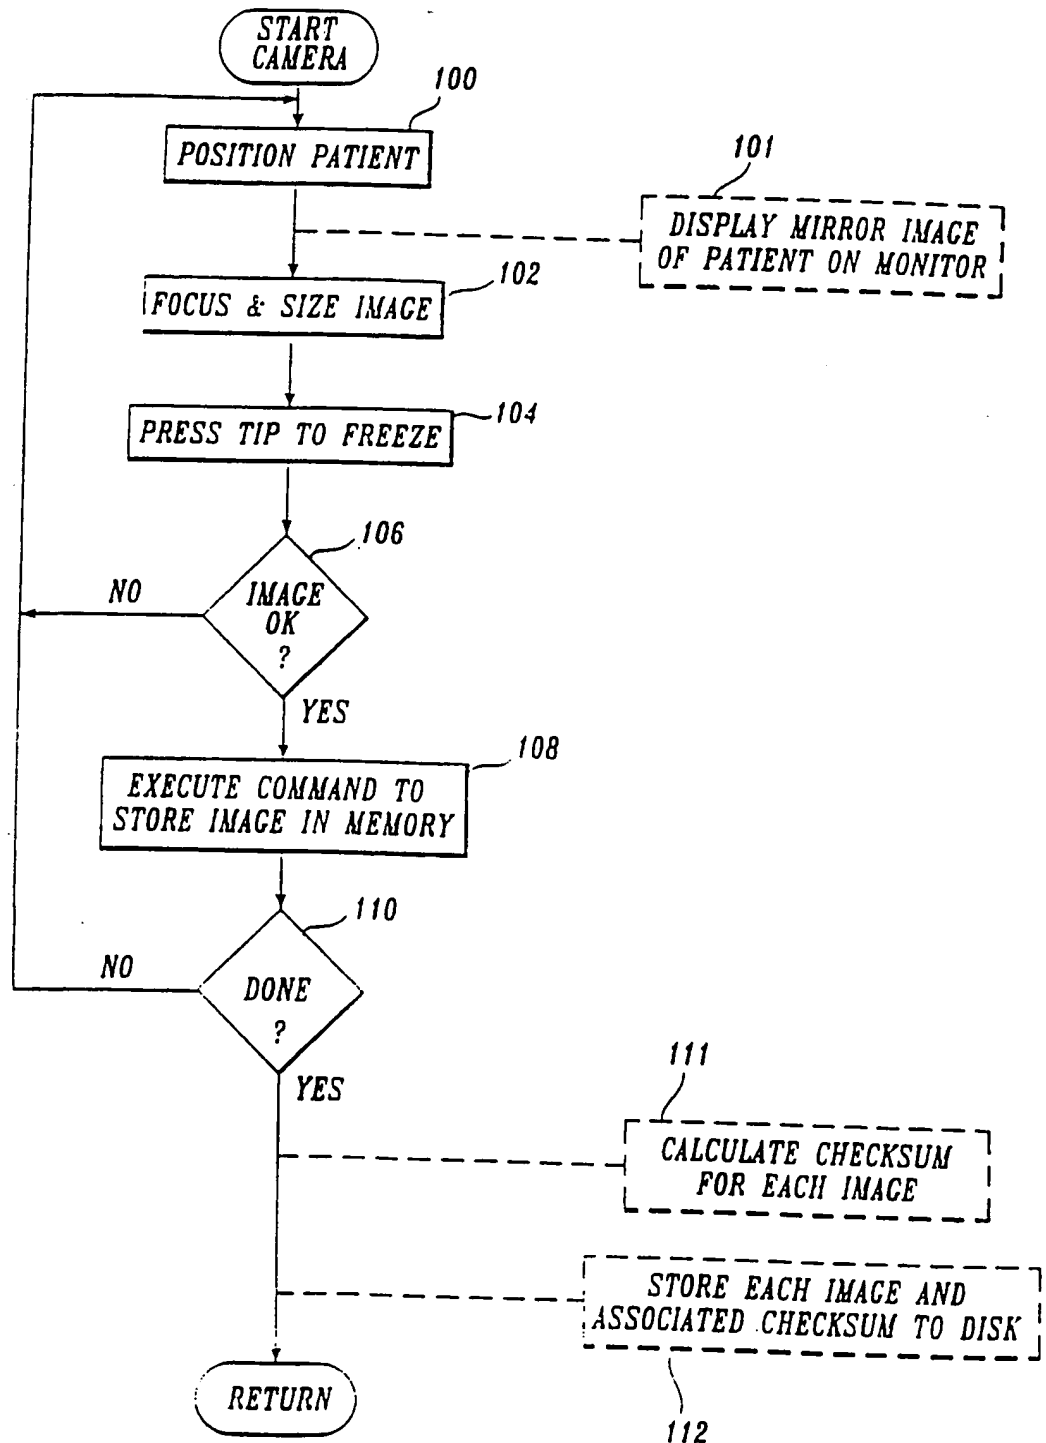 START
CAMERA
100
POSITION PATIENT
101
DISPLAY MIRROR IMAGE
OF PATIENT ON MONITOR
102
FOCUS & SIZE IMAGE
104
PRESS TIP TO FREEZE
106
IMAGE
OK
?
NO
YES
108
EXECUTE COMMAND TO
STORE IMAGE IN MEMORY
110
DONE
?
NO
YES
111
CALCULATE CHECKSUM
FOR EACH IMAGE
STORE EACH IMAGE AND
ASSOCIATED CHECKSUM TO DISK
112
RETURN